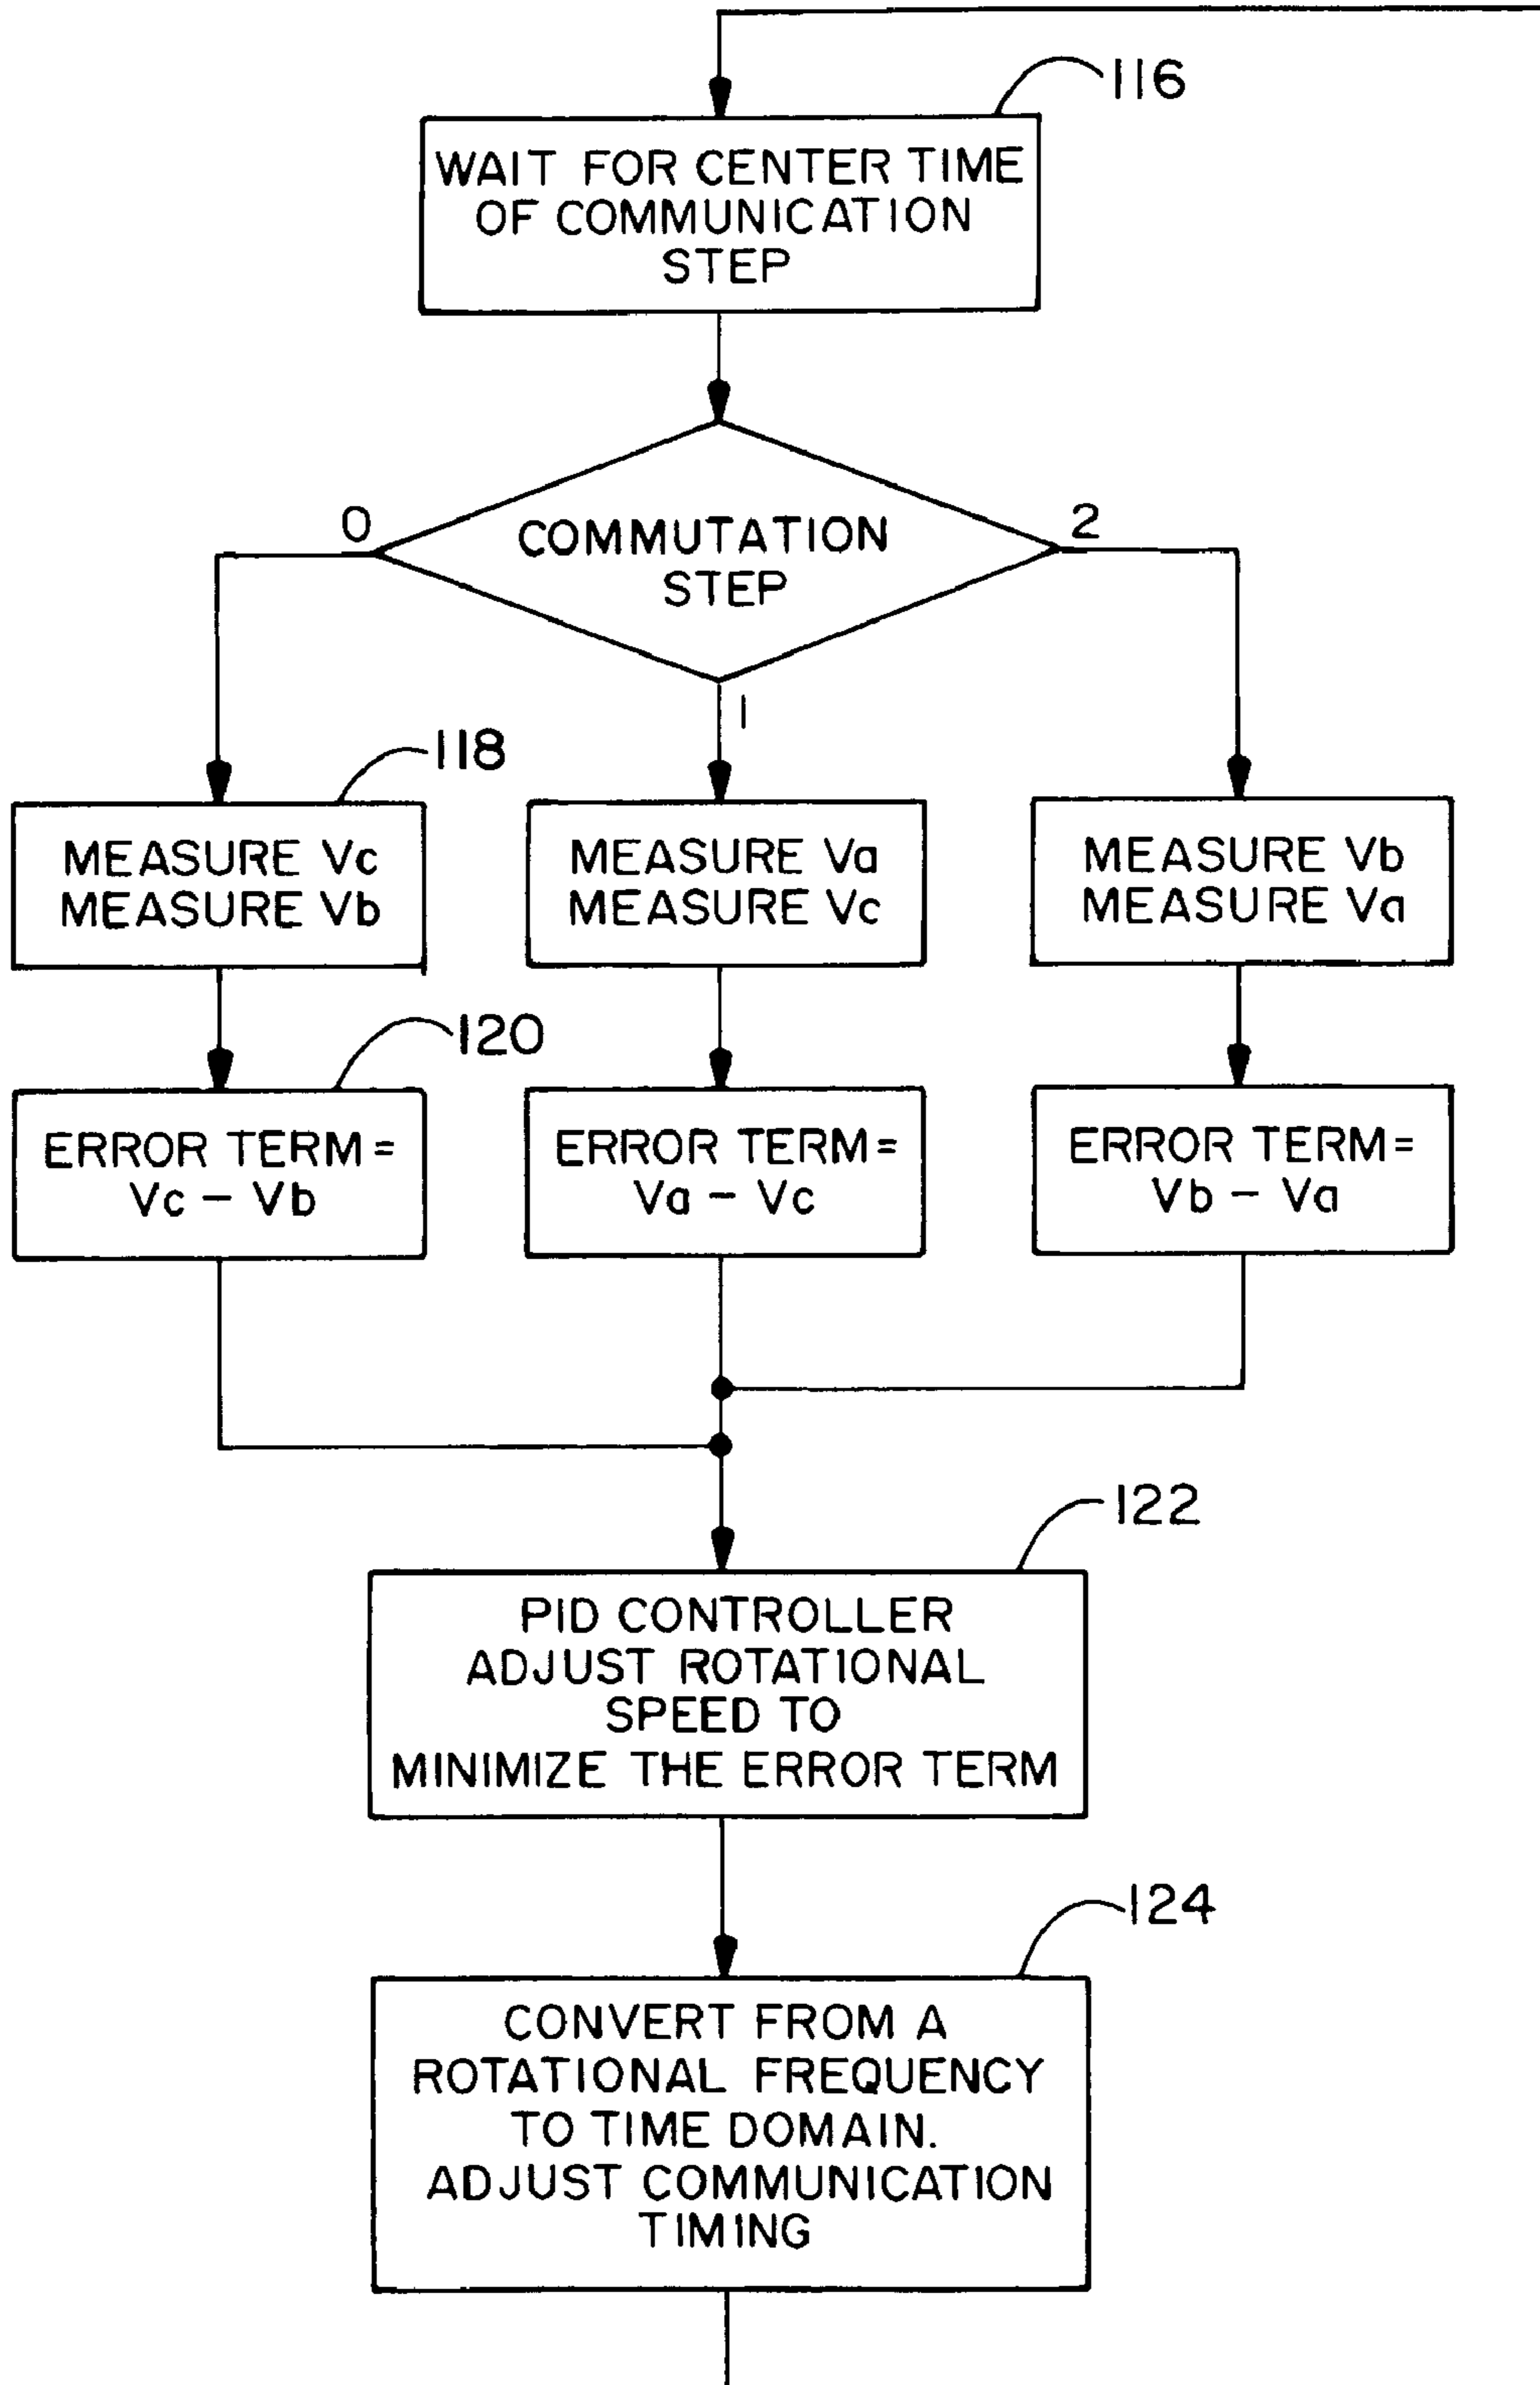 116
WAIT FOR CENTER TIME
OF COMMUNICATION
STEP
0
COMMUTATION
STEP
2
1
118
MEASURE Vc
MEASURE Vb
MEASURE Va
MEASURE Vc
MEASURE Vb
MEASURE Va
120
ERROR TERM =
Vc – Vb
ERROR TERM =
Va – Vc
ERROR TERM =
Vb – Va
122
PID CONTROLLER
ADJUST ROTATIONAL
SPEED TO
MINIMIZE THE ERROR TERM
124
CONVERT FROM A
ROTATIONAL FREQUENCY
TO TIME DOMAIN.
ADJUST COMMUNICATION
TIMING